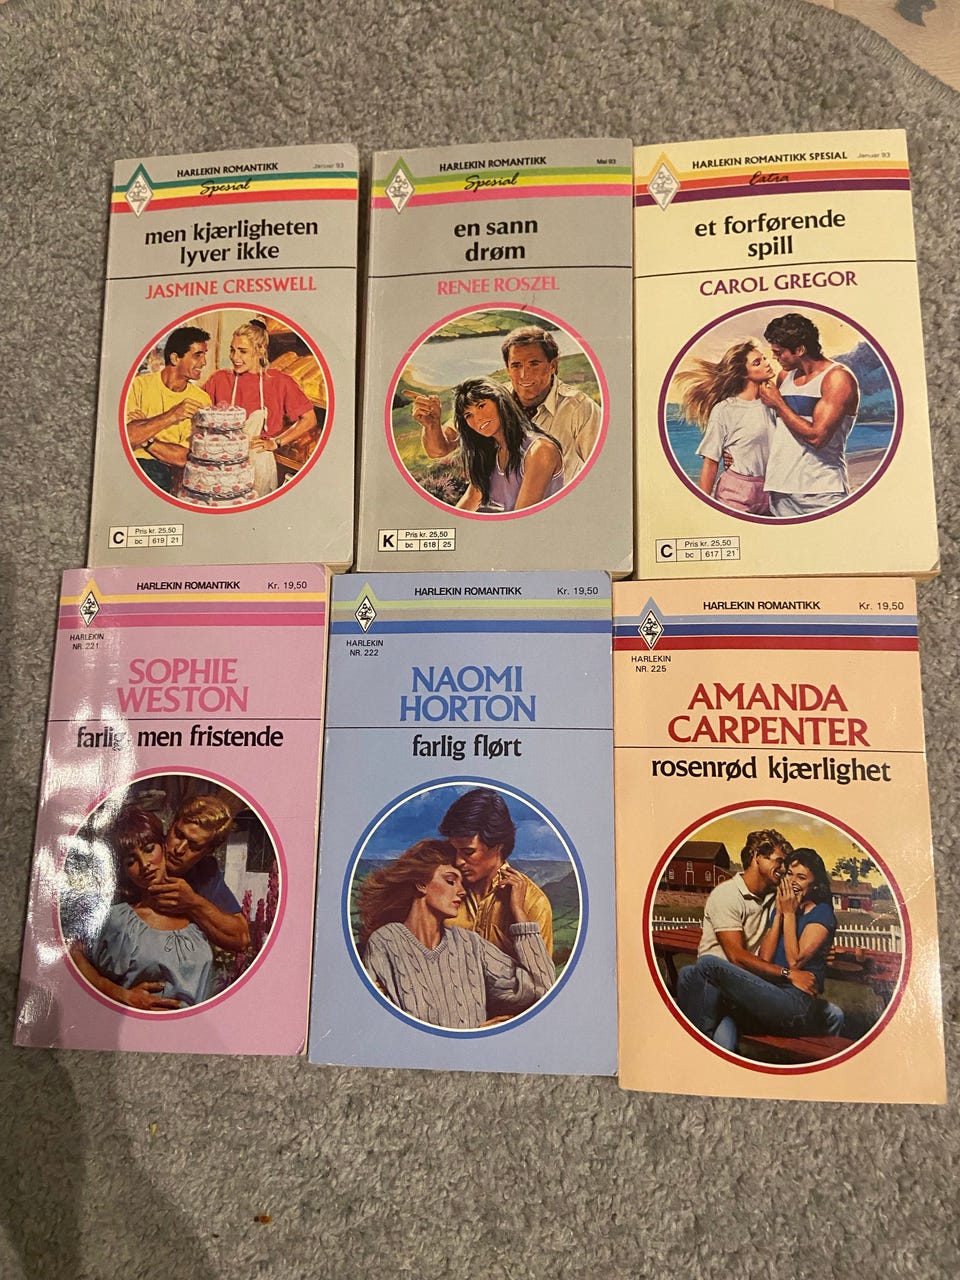 HARLEKIN ROMANTIKK
Januar 93
Spesial
men kjærligheten
lyver ikke
JASMINE CRESSWELL
C
Pris kr. 25,50
bc 619 21
HARLEKIN ROMANTIKK
Mai 93
Spesial
en sann
drøm
RENEE ROSZEL
K
Pris kr. 25,50
bc 618 25
HARLEKIN ROMANTIKK SPESIAL
Januar 93
Extra
et forførende
spill
CAROL GREGOR
C
Pris kr. 25,50
bc 617 21
HARLEKIN ROMANTIKK
Kr. 19,50
HARLEKIN
NR. 221
SOPHIE
WESTON
farlig, men fristende
HARLEKIN ROMANTIKK
Kr. 19,50
HARLEKIN
NR. 222
NAOMI
HORTON
farlig flørt
HARLEKIN ROMANTIKK
Kr. 19,50
HARLEKIN
NR. 225
AMANDA
CARPENTER
rosenrød kjærlighet